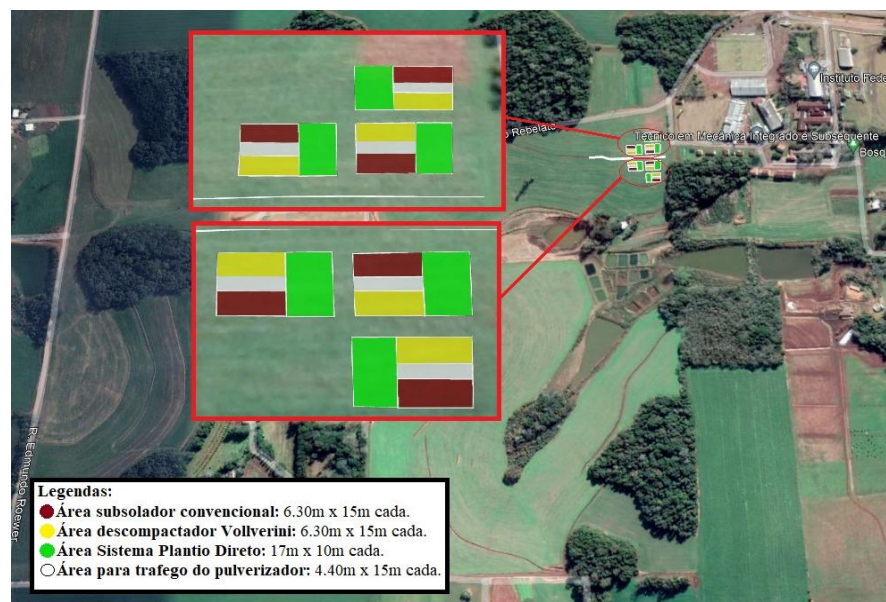 Instituto Fede
o Rebelato
Técnico em Mecânica Integrado e Subsequente
Bosq
R. Edmundo Roewer
Legendas:
Área subsolador convencional: 6.30m x 15m cada.
Área descompactador Vollverini: 6.30m x 15m cada.
Área Sistema Plantio Direto: 17m x 10m cada.
Área para trafego do pulverizador: 4.40m x 15m cada.